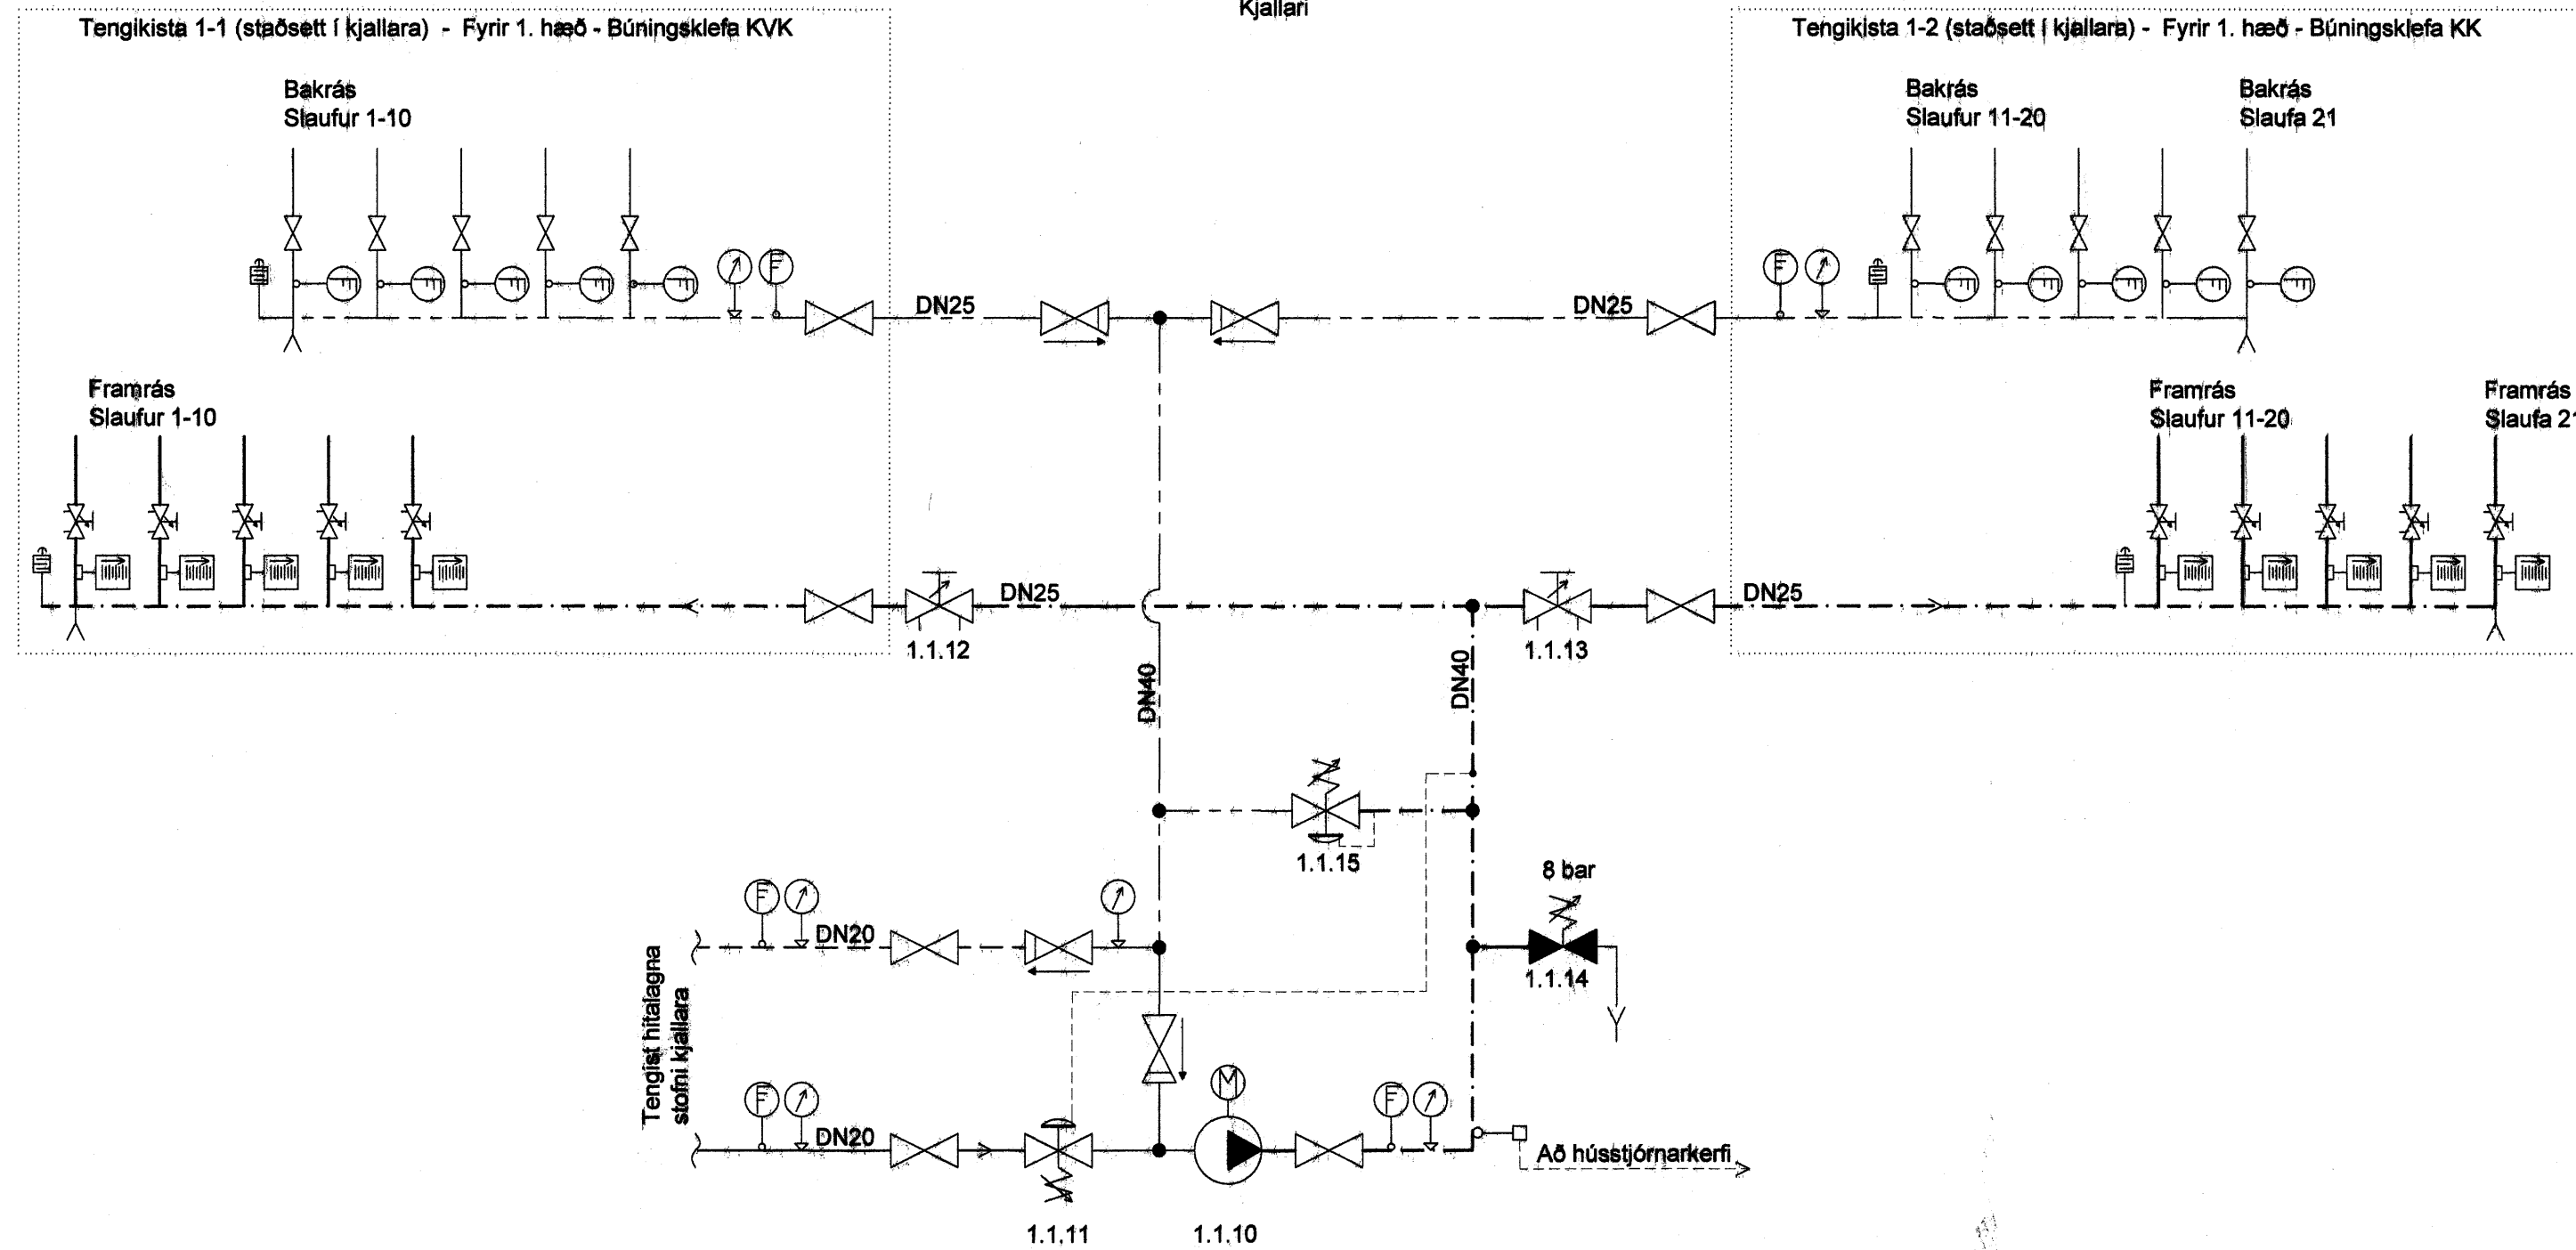 Kjallari
Tengikista 1-1 (staðsett í kjallara) - Fyrir 1. hæð - Búningsklefa KVK
Tengikista 1-2 (staðsett í kjallara) - Fyrir 1. hæð - Búningsklefa KK
Bakrás
Slaufur 1-10
Bakrás
Slaufur 11-20
Bakrás
Slaufa 21
F
F
DN25
DN25
Framrás
Slaufur 1-10
Framrás
Slaufur 11-20
Framrás
Slaufa 21
DN25
DN25
1.1.12
1.1.13
DN40
DN40
1.1.15
8 bar
1.1.14
F
DN20
Tengist hitalagna
stofni kjallara
M
F
F
DN20
Að hússtjórnarkerfi
1.1.11
1.1.10